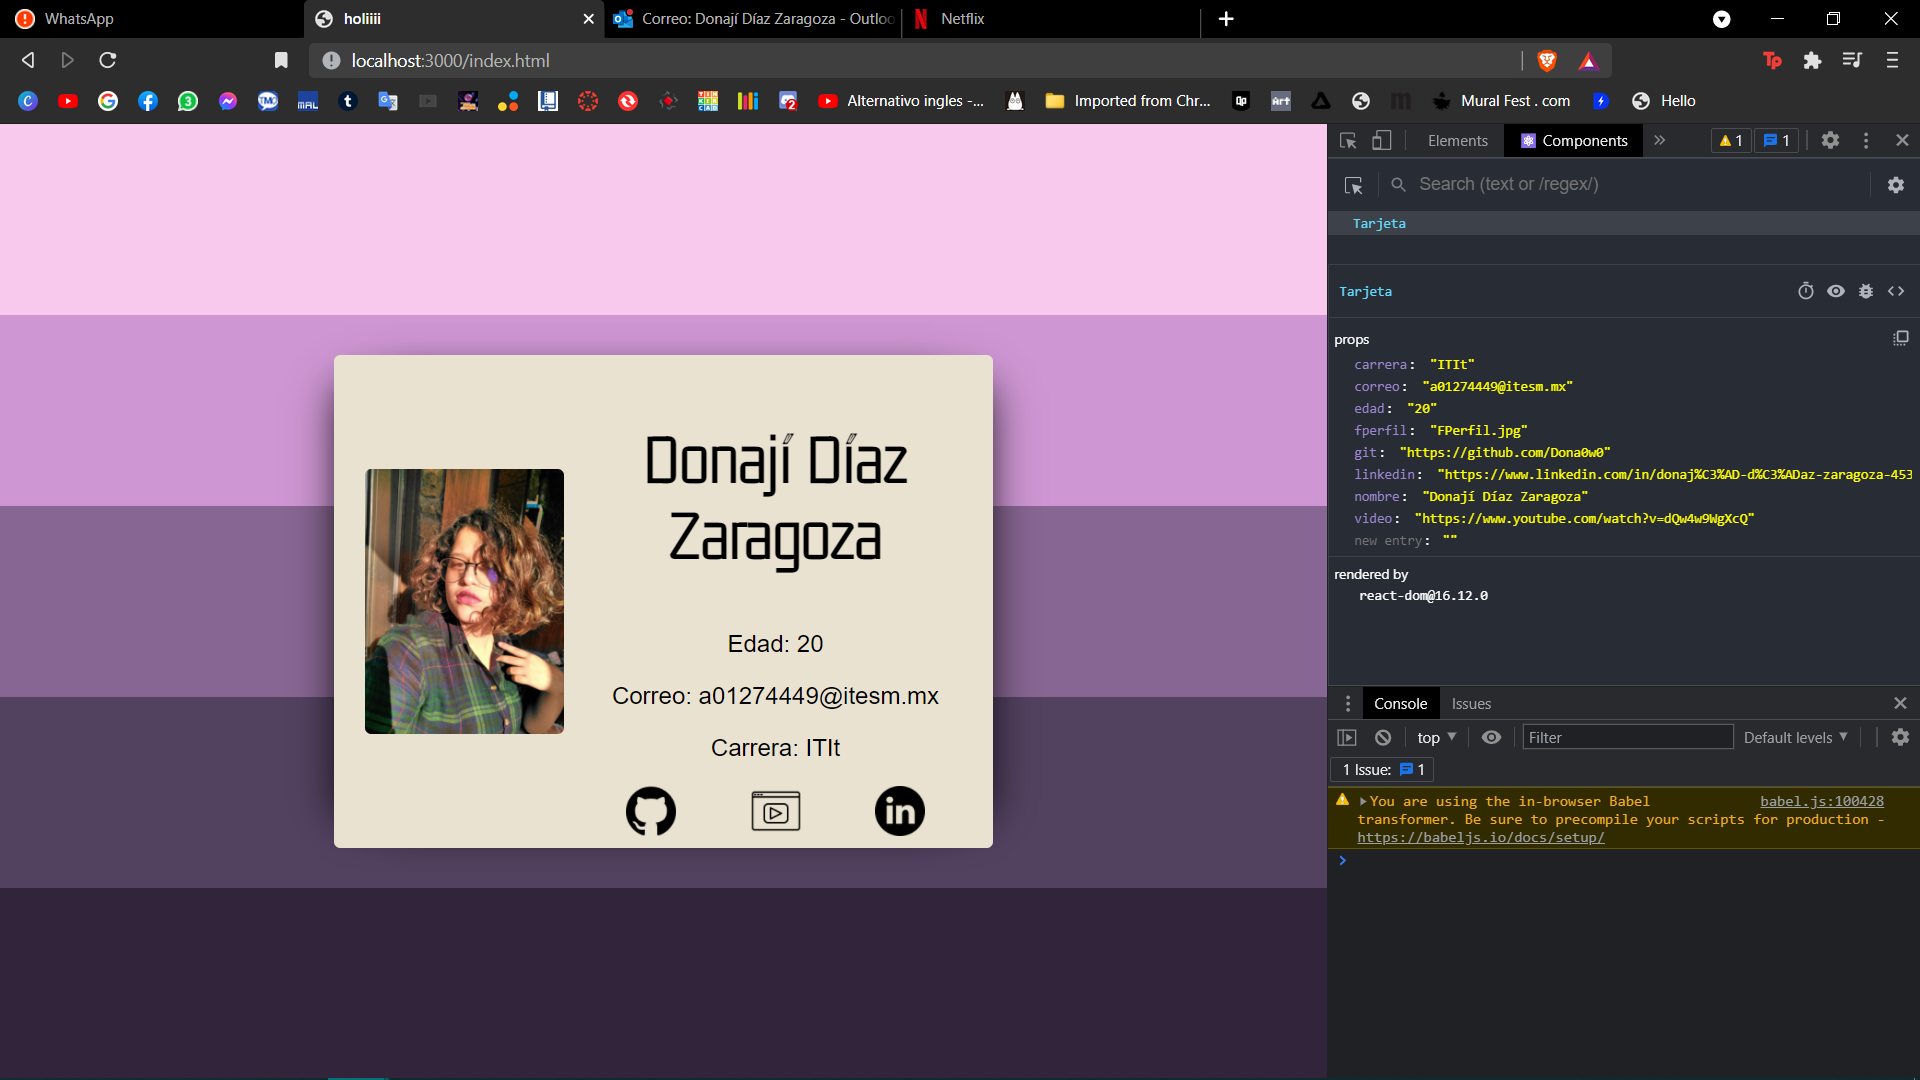 WhatsApp
holiiii
Correo: Donají Díaz Zaragoza - Outloo
Netflix
localhost:3000/index.html
Alternativo ingles -...
Imported from Chr...
Mural Fest . com
Hello
Elements
Components
1
1
Search (text or /regex/)
Tarjeta
Tarjeta
props
carrera: "ITIt"
correo: "a01274449@itesm.mx"
edad: "20"
fperfil: "FPerfil.jpg"
git: "https://github.com/Dona0w0"
linkedin: "https://www.linkedin.com/in/donaj%C3%AD-d%C3%ADaz-zaragoza-453
nombre: "Donají Díaz Zaragoza"
video: "https://www.youtube.com/watch?v=dQw4w9WgXcQ"
new entry: ""
rendered by
react-dom@16.12.0
Donají Díaz
Zaragoza
Edad: 20
Correo: a01274449@itesm.mx
Carrera: ITIt
in
Console
Issues
top
Filter
Default levels
1 Issue: 1
You are using the in-browser Babel babel.js:100428
transformer. Be sure to precompile your scripts for production -
https://babeljs.io/docs/setup/